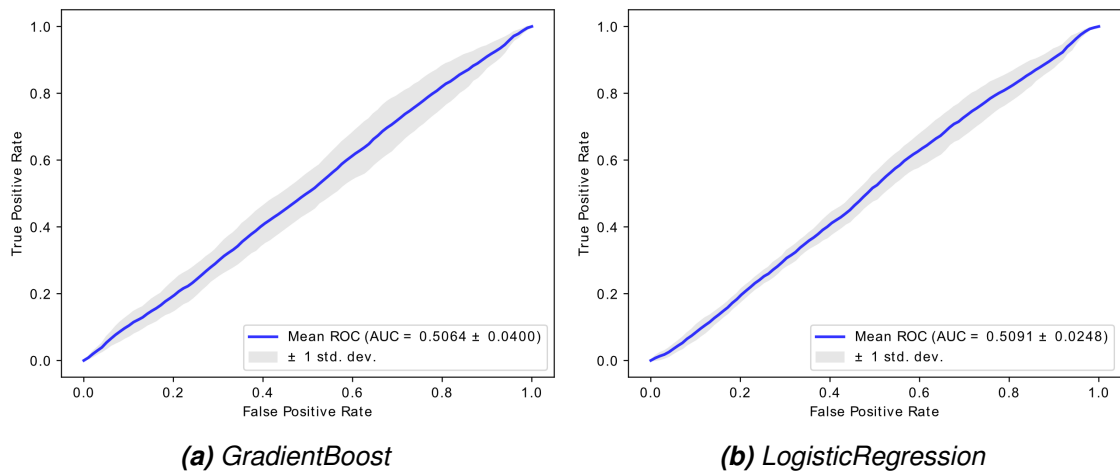 1.0
0.8
0.6
0.4
0.2
0.0
True Positive Rate
0.0 0.2 0.4 0.6 0.8 1.0
False Positive Rate
Mean ROC (AUC = 0.5064 ± 0.0400)
± 1 std. dev.
(a) GradientBoost
1.0
0.8
0.6
0.4
0.2
0.0
True Positive Rate
0.0 0.2 0.4 0.6 0.8 1.0
False Positive Rate
Mean ROC (AUC = 0.5091 ± 0.0248)
± 1 std. dev.
(b) LogisticRegression